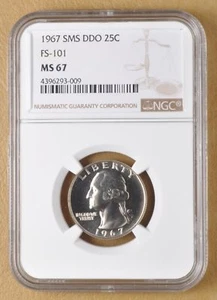 1967 SMS DDO 25C
FS-101
MS 67
4396293-009
NUMISMATIC GUARANTY CORPORATION
NGC
LIBERTY
IN GOD WE
TRUST
1967